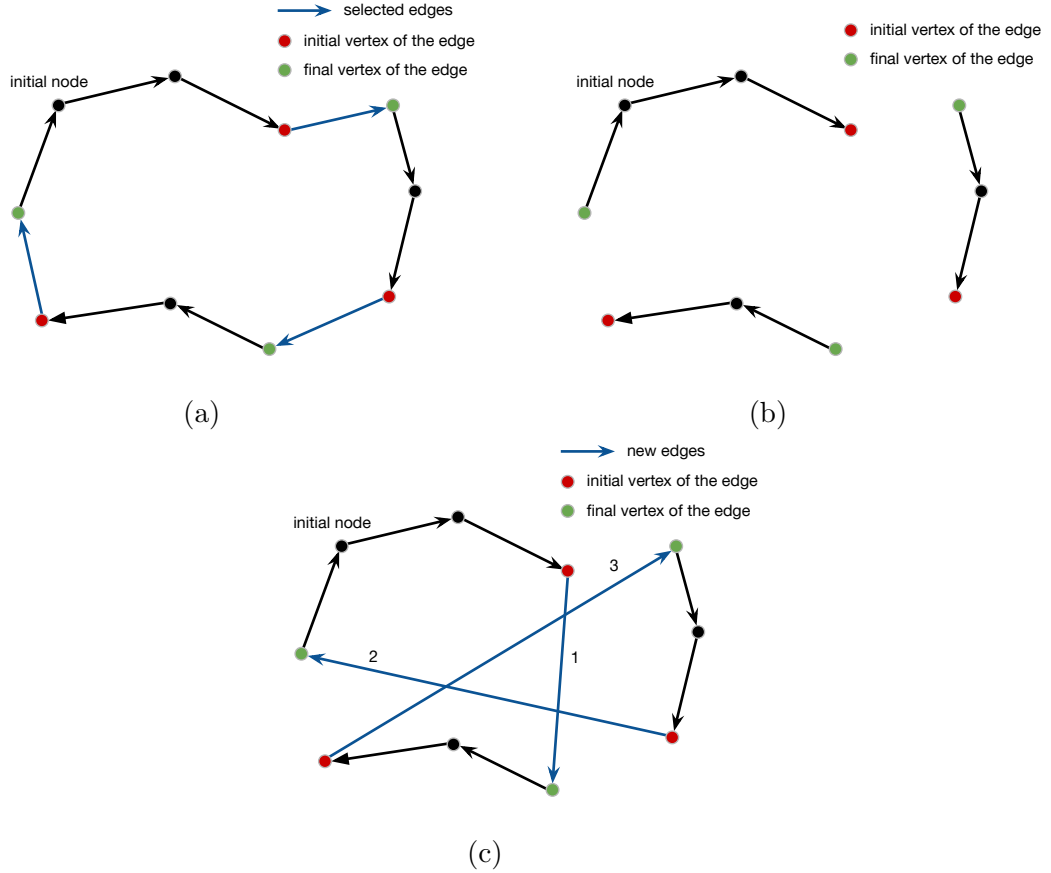 selected edges
initial vertex of the edge
final vertex of the edge
initial node
(a)
initial vertex of the edge
final vertex of the edge
initial node
(b)
new edges
initial vertex of the edge
final vertex of the edge
initial node
3
2
1
(c)